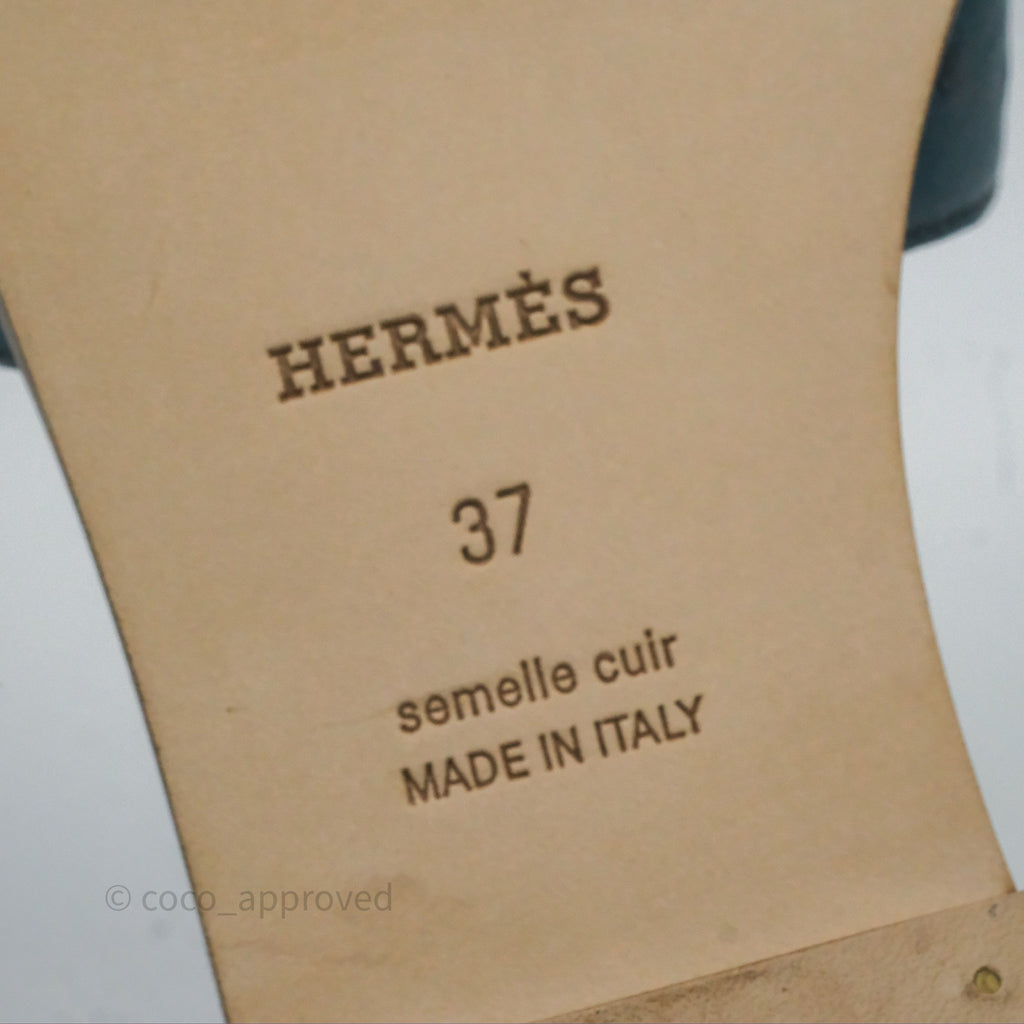 HERMÈS
37
semelle cuir
MADE IN ITALY
© coco_approved